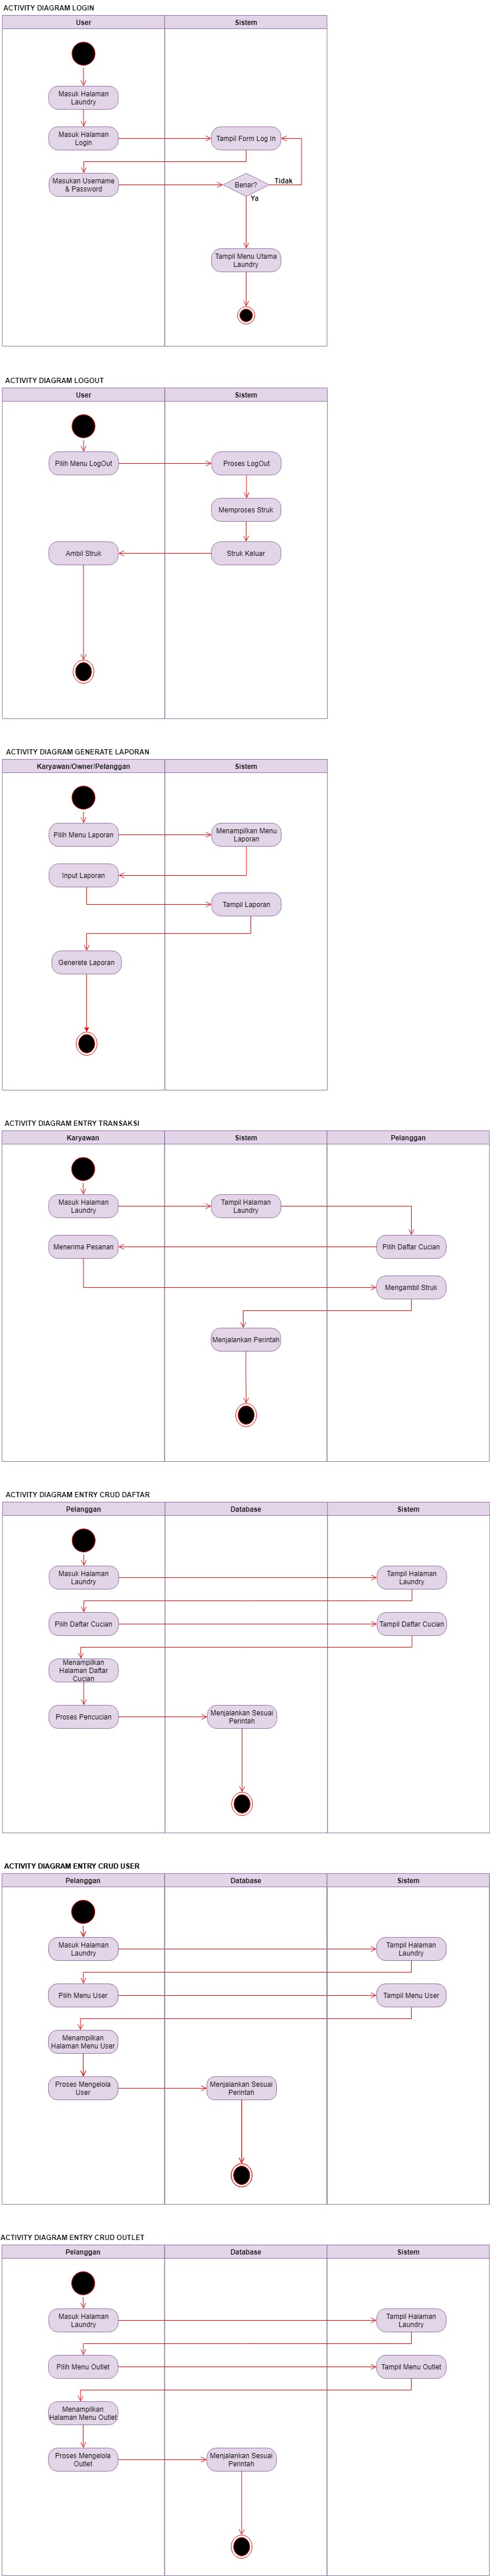 ACTIVITY DIAGRAM LOGIN
User
Sistem
Masuk Halaman
Laundry
Masuk Halaman
Login
Tampil Form Log In
Masukan Username
& Password
Benar?
Tidak
Ya
Tampil Menu Utama
Laundry
ACTIVITY DIAGRAM LOGOUT
User
Sistem
Pilih Menu LogOut
Proses LogOut
Memproses Struk
Ambil Struk
Struk Keluar
ACTIVITY DIAGRAM GENERATE LAPORAN
Karyawan/Owner/Pelanggan
Sistem
Pilih Menu Laporan
Menampilkan Menu
Laporan
Input Laporan
Tampil Laporan
Generete Laporan
ACTIVITY DIAGRAM ENTRY TRANSAKSI
Karyawan
Sistem
Pelanggan
Masuk Halaman
Laundry
Tampil Halaman
Laundry
Menerima Pesanan
Pilih Daftar Cucian
Mengambil Struk
Menjalankan Perintah
ACTIVITY DIAGRAM ENTRY CRUD DAFTAR
Pelanggan
Database
Sistem
Masuk Halaman
Laundry
Tampil Halaman
Laundry
Pilih Daftar Cucian
Tampil Daftar Cucian
Menampilkan
Halaman Daftar
Cucian
Proses Pencucian
Menjalankan Sesuai
Perintah
ACTIVITY DIAGRAM ENTRY CRUD USER
Pelanggan
Database
Sistem
Masuk Halaman
Laundry
Tampil Halaman
Laundry
Pilih Menu User
Tampil Menu User
Menampilkan
Halaman Menu User
Proses Mengelola
User
Menjalankan Sesuai
Perintah
ACTIVITY DIAGRAM ENTRY CRUD OUTLET
Pelanggan
Database
Sistem
Masuk Halaman
Laundry
Tampil Halaman
Laundry
Pilih Menu Outlet
Tampil Menu Outlet
Menampilkan
Halaman Menu Outlet
Proses Mengelola
Outlet
Menjalankan Sesuai
Perintah